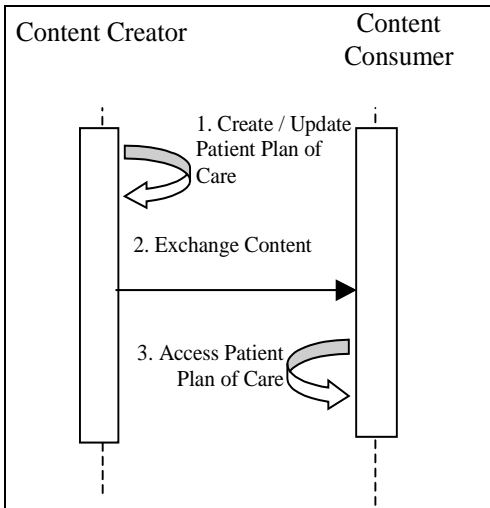 Content Creator
Content
Consumer
1. Create / Update
Patient Plan of
Care
2. Exchange Content
3. Access Patient
Plan of Care